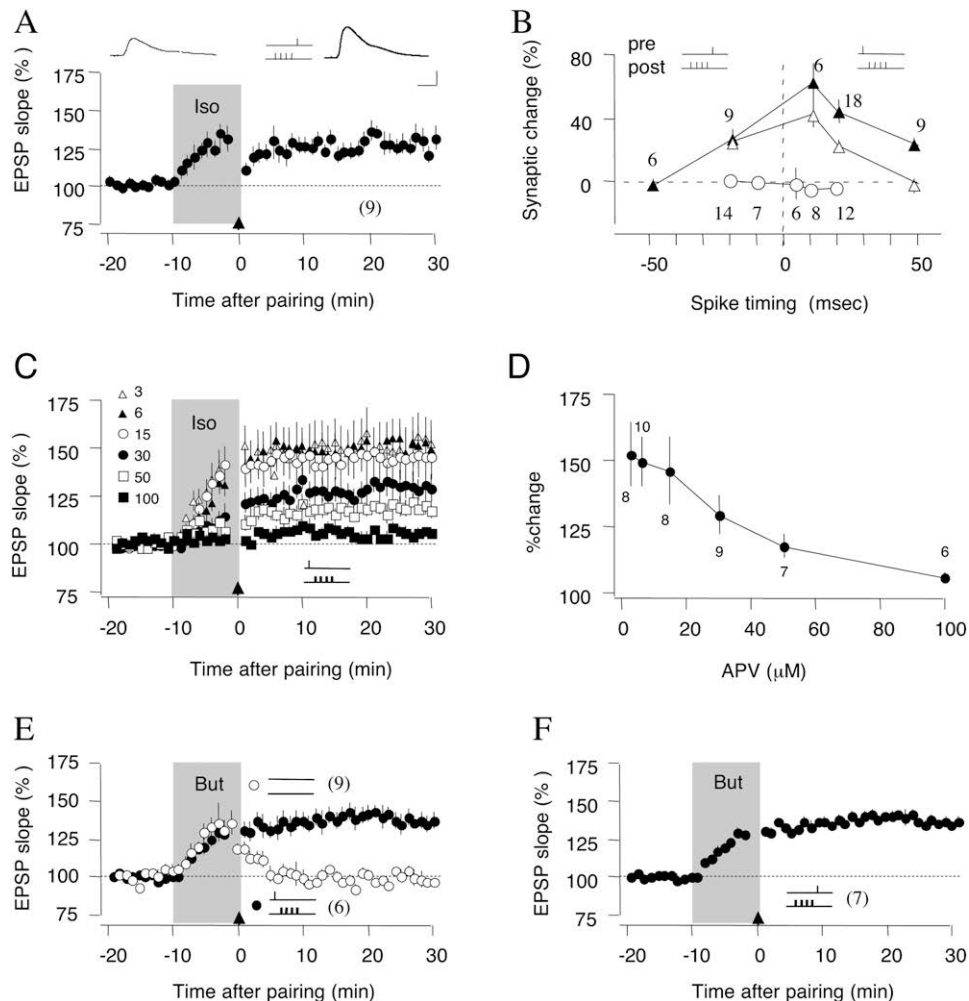 A
EPSP slope (%)
175
150
125
100
75
Iso
(9)
-20 -10 0 10 20 30
Time after pairing (min)
B
Synaptic change (%)
80
40
0
pre
post
6
9
6
18
9
14 7 6 8 12
-50 0 50
Spike timing (msec)
C
EPSP slope (%)
175
150
125
100
75
3
6
15
30
50
100
Iso
-20 -10 0 10 20 30
Time after pairing (min)
D
%change
175
150
125
100
8
10
8
9
7
6
0 20 40 60 80 100
APV (μM)
E
EPSP slope (%)
175
150
125
100
75
But
(9)
(6)
-20 -10 0 10 20 30
Time after pairing (min)
F
EPSP slope (%)
175
150
125
100
75
But
(7)
-20 -10 0 10 20 30
Time after pairing (min)